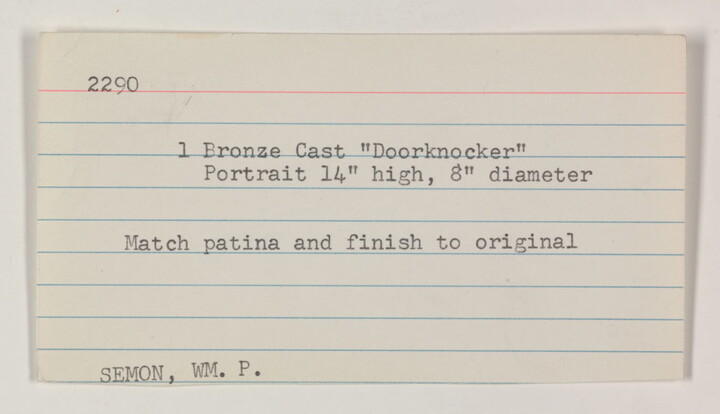 2290
1 Bronze Cast "Doorknocker"
Portrait 14" high, 8" diameter
Match patina and finish to original
SEMON, WM. P.